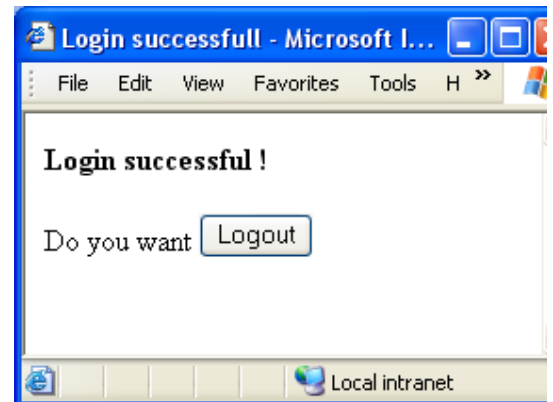 Login successfull - Microsoft I...
File Edit View Favorites Tools H »
Login successful !
Do you want Logout
Local intranet